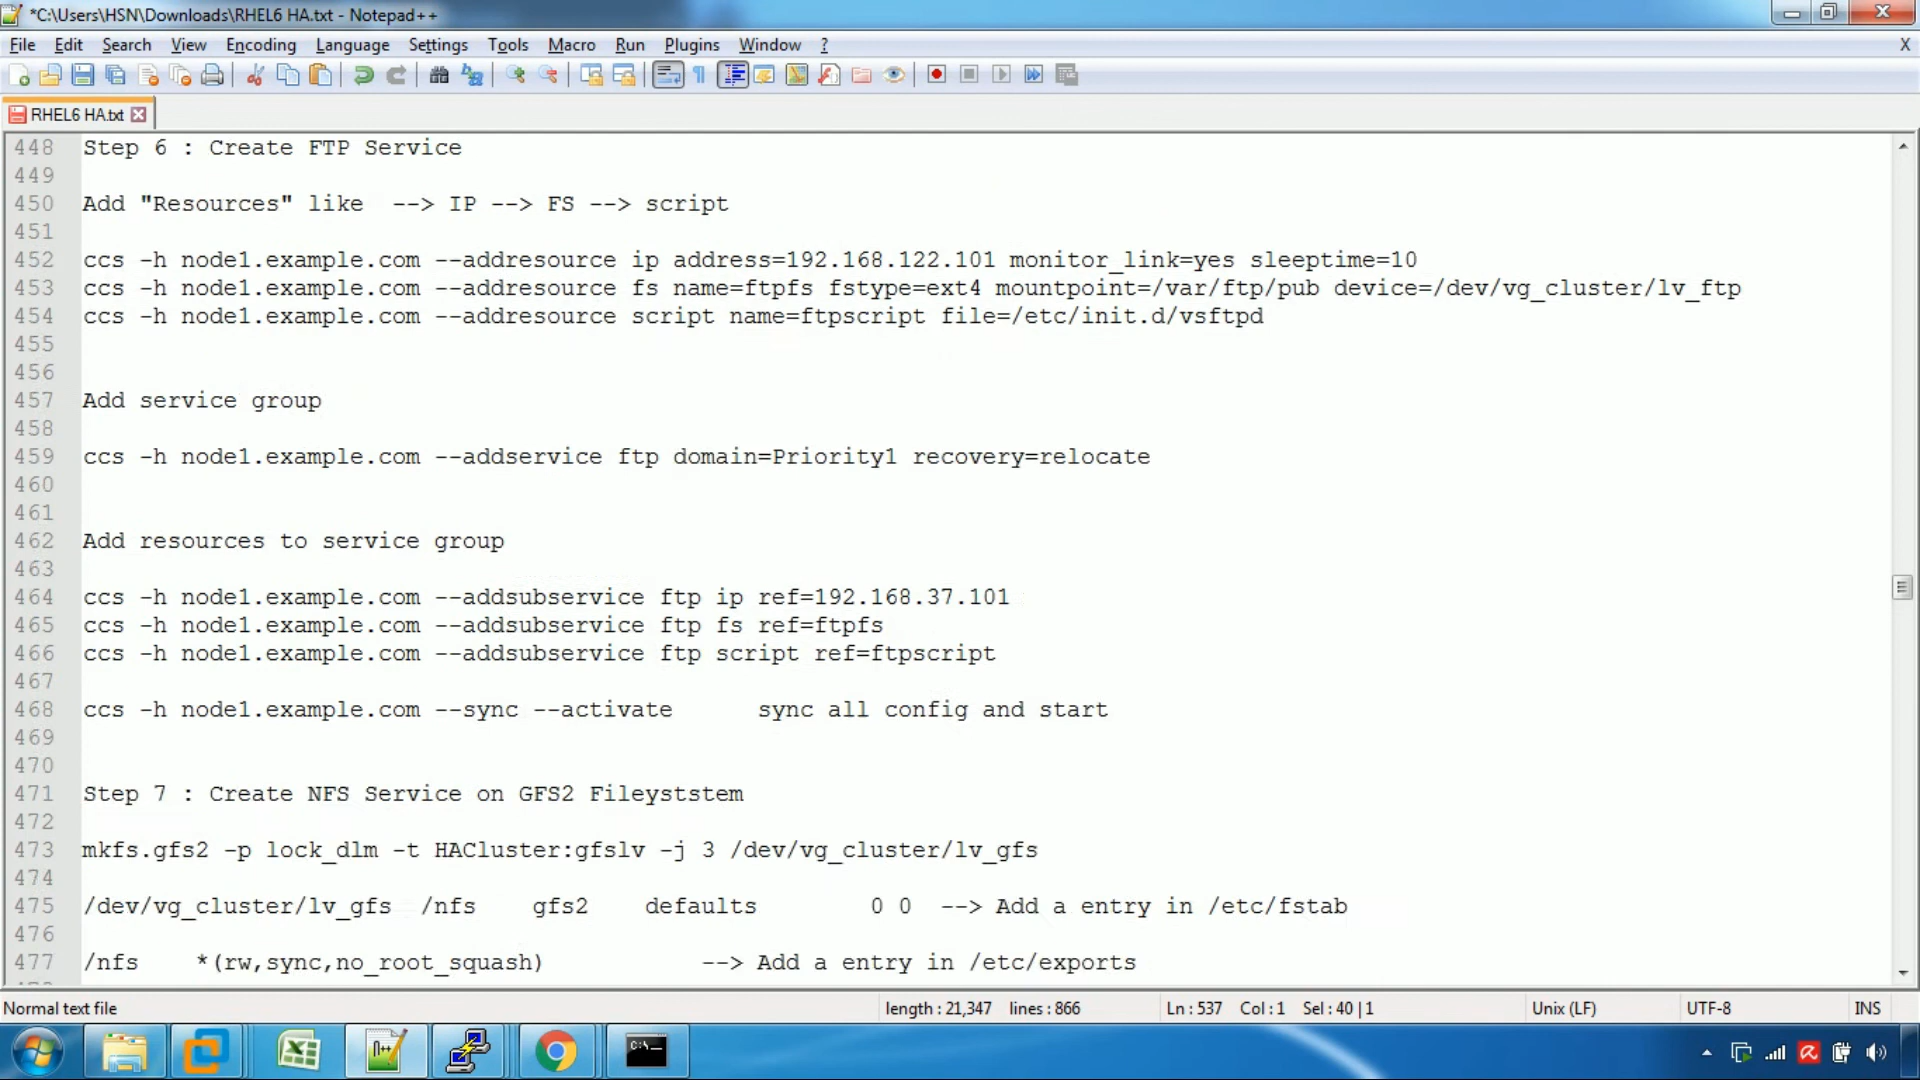 *C:\Users\HSN\Downloads\RHEL6 HA.txt - Notepad++
File Edit Search View Encoding Language Settings Tools Macro Run Plugins Window ? X
RHEL6 HA.txt
448 Step 6 : Create FTP Service
449
450 Add "Resources" like --> IP --> FS --> script
451
452 ccs -h node1.example.com --addresource ip address=192.168.122.101 monitor_link=yes sleeptime=10
453 ccs -h node1.example.com --addresource fs name=ftpfs fstype=ext4 mountpoint=/var/ftp/pub device=/dev/vg_cluster/lv_ftp
454 ccs -h node1.example.com --addresource script name=ftpscript file=/etc/init.d/vsftpd
455
456
457 Add service group
458
459 ccs -h node1.example.com --addservice ftp domain=Priority1 recovery=relocate
460
461
462 Add resources to service group
463
464 ccs -h node1.example.com --addsubservice ftp ip ref=192.168.37.101
465 ccs -h node1.example.com --addsubservice ftp fs ref=ftpfs
466 ccs -h node1.example.com --addsubservice ftp script ref=ftpscript
467
468 ccs -h node1.example.com --sync --activate sync all config and start
469
470
471 Step 7 : Create NFS Service on GFS2 Fileyststem
472
473 mkfs.gfs2 -p lock_dlm -t HACluster:gfslv -j 3 /dev/vg_cluster/lv_gfs
474
475 /dev/vg_cluster/lv_gfs /nfs gfs2 defaults 0 0 --> Add a entry in /etc/fstab
476
477 /nfs *(rw,sync,no_root_squash) --> Add a entry in /etc/exports
Normal text file length : 21,347 lines : 866 Ln : 537 Col : 1 Sel : 40 | 1 Unix (LF) UTF-8 INS